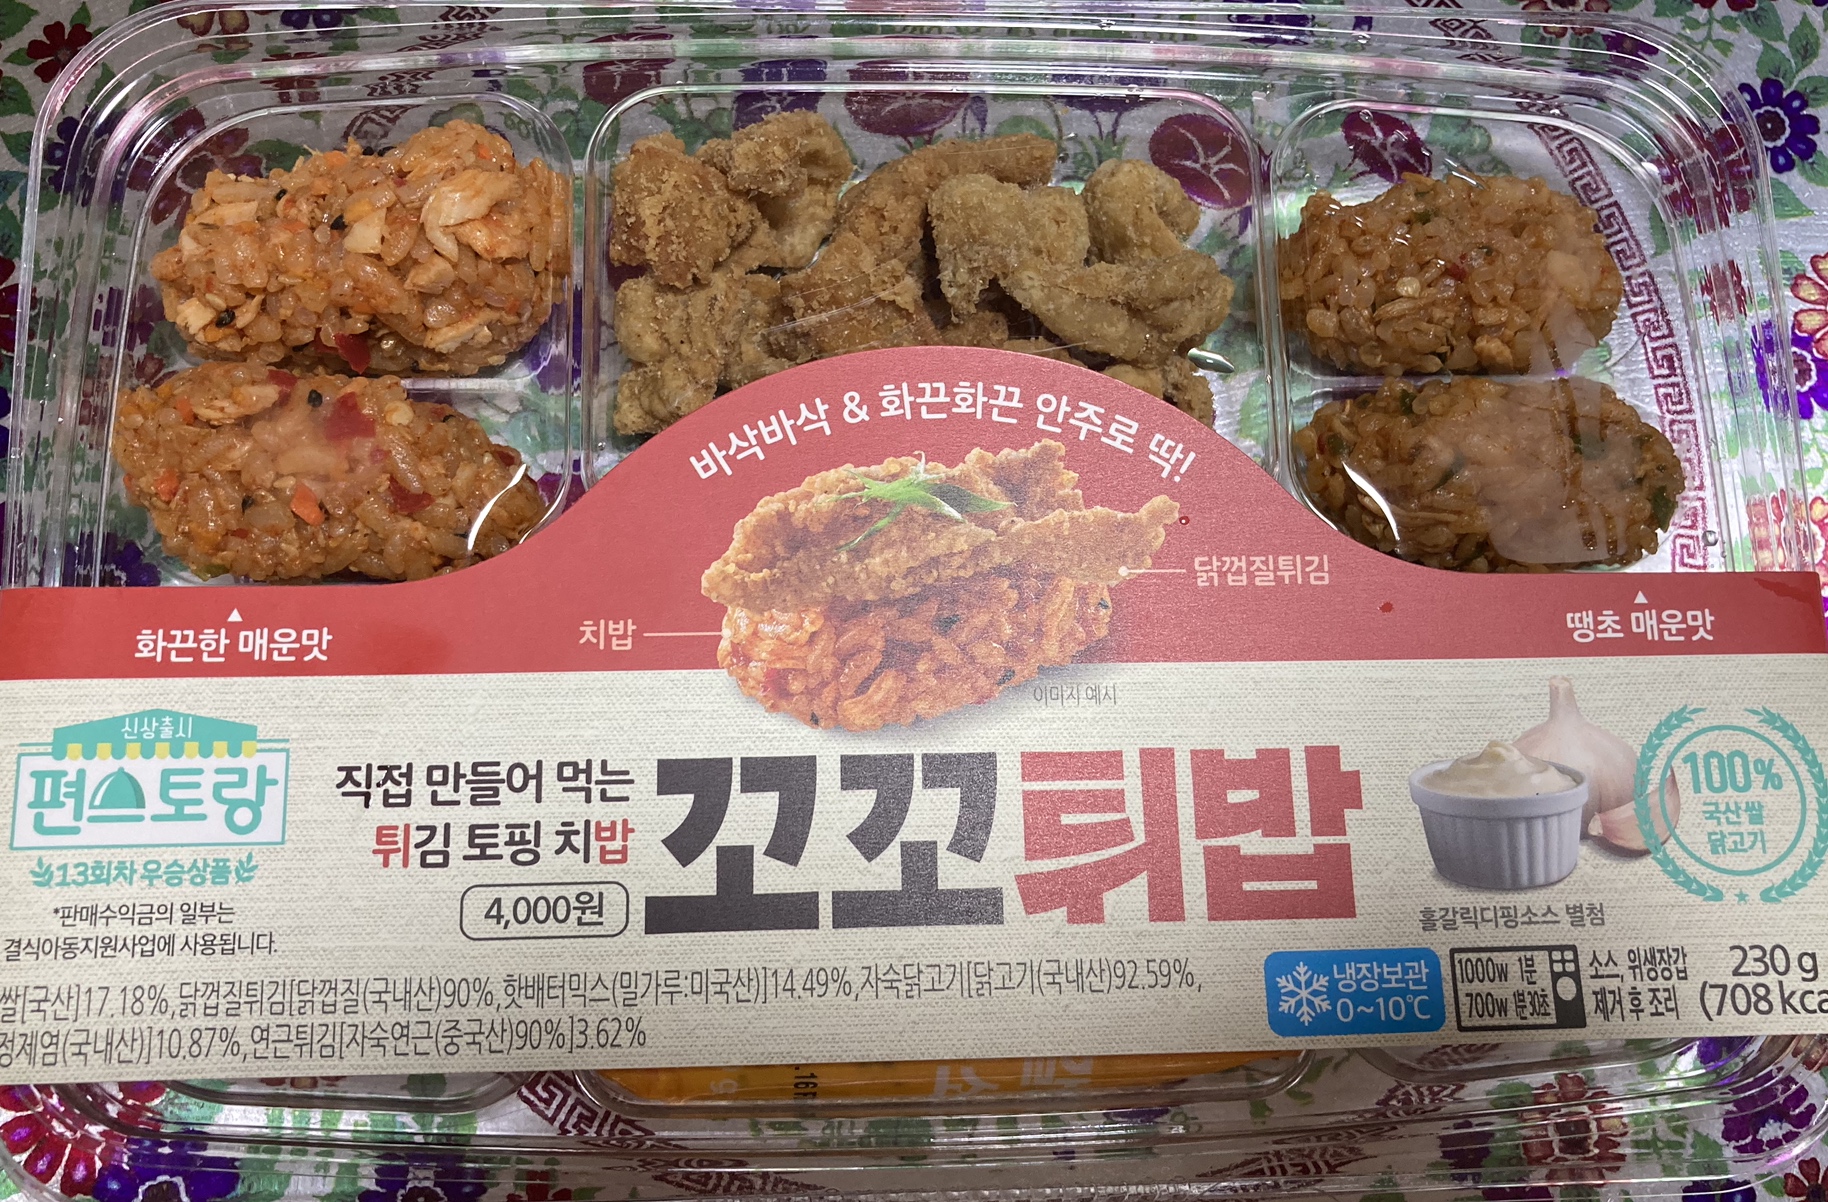 바삭바삭 & 화끈화끈 안주로 딱!
닭껍질튀김
치밥
화끈한 매운맛
땡초 매운맛
이미지 예시
신상출시
편스토랑
13회차 우승상품
*판매수익금의 일부는
결식아동지원사업에 사용됩니다.
직접 만들어 먹는
튀김 토핑 치밥
4,000원
꼬꼬튀밥
100%
국산쌀
닭고기
홀갈릭디핑소스 별첨
쌀[국산]17.18%,닭껍질튀김[닭껍질(국내산)90%,핫배터믹스(밀가루:미국산)]14.49%,자숙닭고기[닭고기(국내산)92.59%,
정제염(국내산)]10.87%,연근튀김[자숙연근(중국산)90%]3.62%
냉장보관
0~10℃
1000w 1분
700w 1분30초
소스, 위생장갑
제거 후 조리
230 g
(708 kca